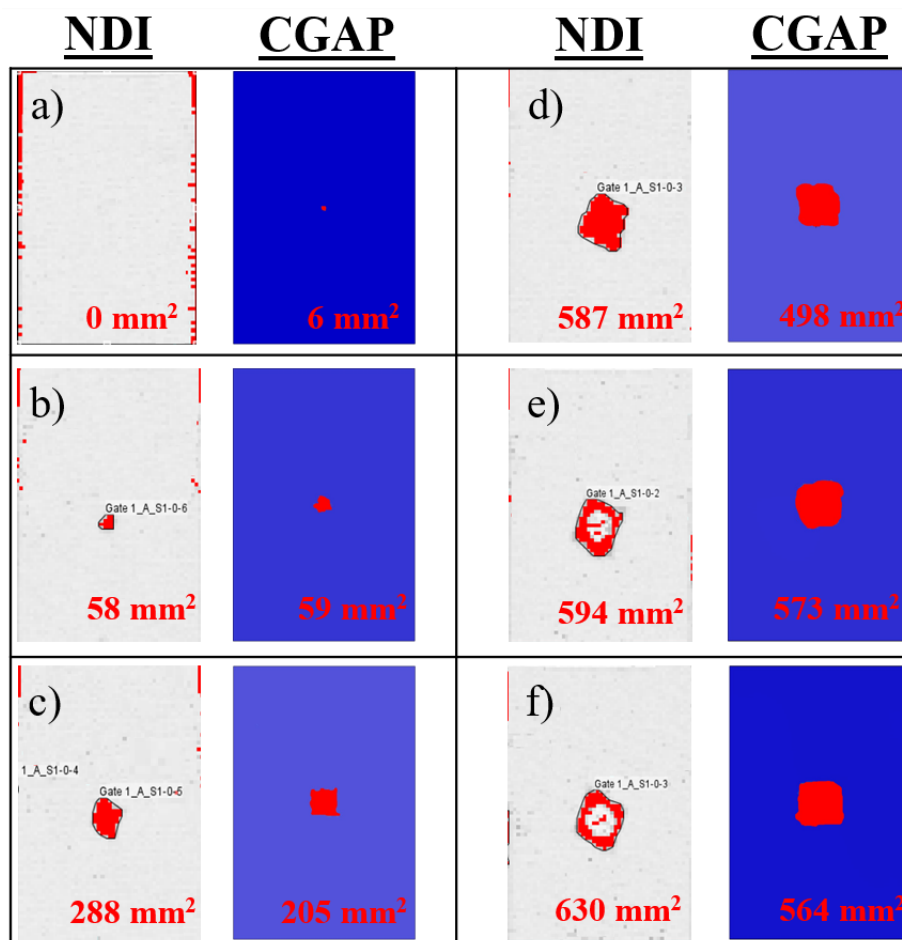 NDI CGAP NDI CGAP
a)
0 mm²
6 mm²
d)
Gate 1_A_S1-0-3
587 mm²
498 mm²
b)
Gate 1_A_S1-0-6
58 mm²
59 mm²
e)
Gate 1_A_S1-0-2
594 mm²
573 mm²
c)
1_A_S1-0-4
Gate 1_A_S1-0-5
288 mm²
205 mm²
f)
Gate 1_A_S1-0-3
630 mm²
564 mm²